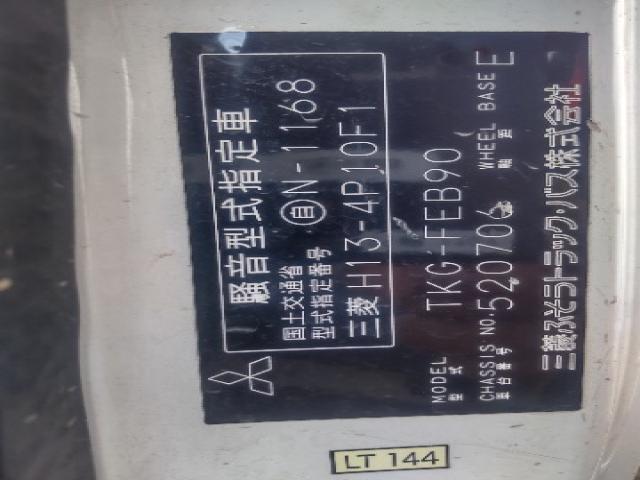 騒音型式指定車
国土交通省
型式指定番号 自N-1168
三菱 H13-4P10F1
MODEL TKG-FEB90
型式
CHASSIS NO. 520706 WHEEL BASE E
車台番号 軸距
三菱ふそうトラック・バス株式会社
LT 144